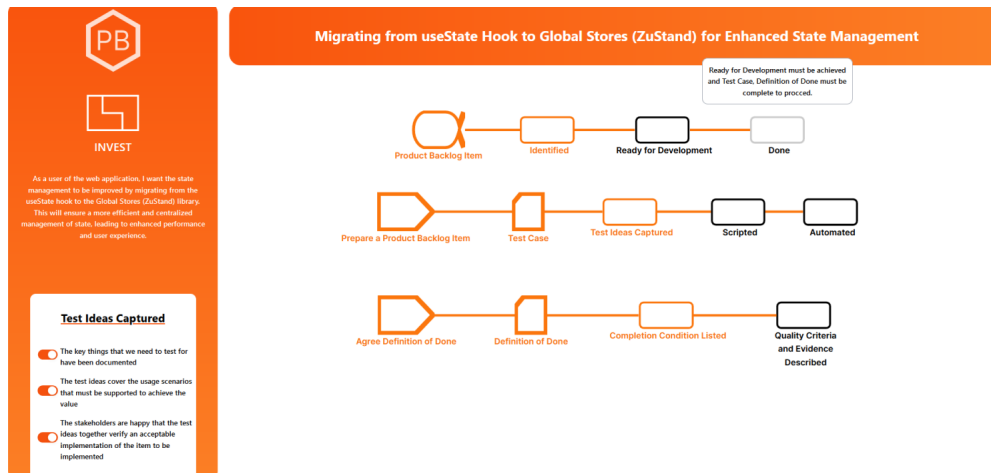 PB
INVEST
As a user of the web application, I want the state
management to be improved by migrating from the
useState hook to the Global Stores (ZuStand) library.
This will ensure a more efficient and centralized
management of state, leading to enhanced performance
and user experience.
Test Ideas Captured
The key things that we need to test for
have been documented
The test ideas cover the usage scenarios
that must be supported to achieve the
value
The stakeholders are happy that the test
ideas together verify an acceptable
implementation of the item to be
implemented
Migrating from useState Hook to Global Stores (ZuStand) for Enhanced State Management
Ready for Development must be achieved
and Test Case, Definition of Done must be
complete to procced.
Product Backlog Item
Identified
Ready for Development
Done
Prepare a Product Backlog Item
Test Case
Test Ideas Captured
Scripted
Automated
Agree Definition of Done
Definition of Done
Completion Condition Listed
Quality Criteria
and Evidence
Described